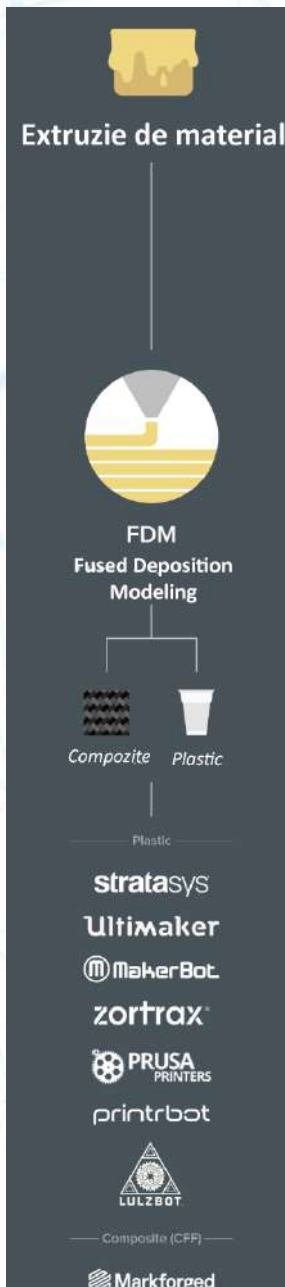 Extruzie de material
FDM
Fused Deposition
Modeling
Compozite Plastic
Plastic
stratasys
Ultimaker
MakerBot
zortrax
PRUSA
PRINTERS
printrbot
LULZBOT
Composite (CFF)
Markforged